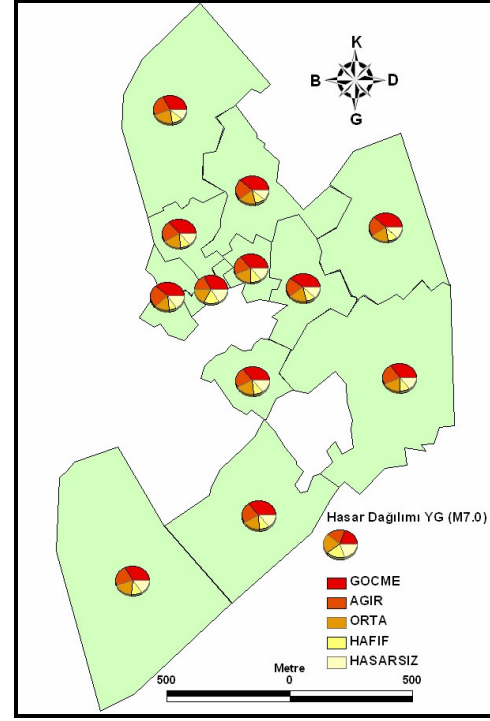 K
B D
G
Hasar Dağılımı YG (M7.0)
GOCME
AGIR
ORTA
HAFIF
HASARSIZ
Metre
500 0 500